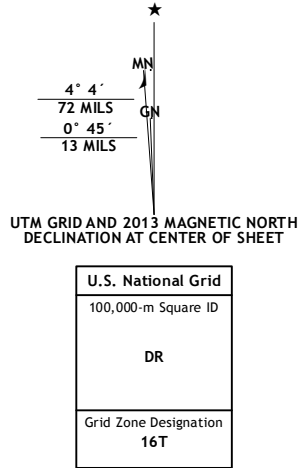 ★
MN
4° 4´
72 MILS
GN
0° 45´
13 MILS
UTM GRID AND 2013 MAGNETIC NORTH
DECLINATION AT CENTER OF SHEET
U.S. National Grid
100,000-m Square ID
DR
Grid Zone Designation
16T